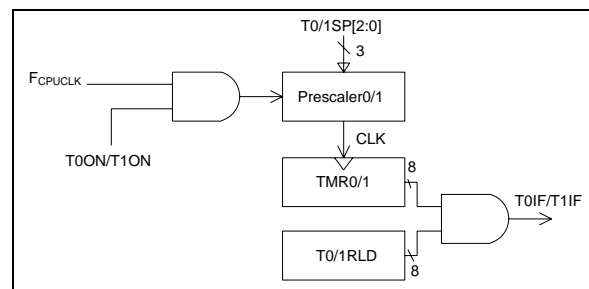 T0/1SP[2:0]
3
FCPUCLK
Prescaler0/1
T0ON/T1ON
CLK
8
TMR0/1
T0IF/T1IF
T0/1RLD
8